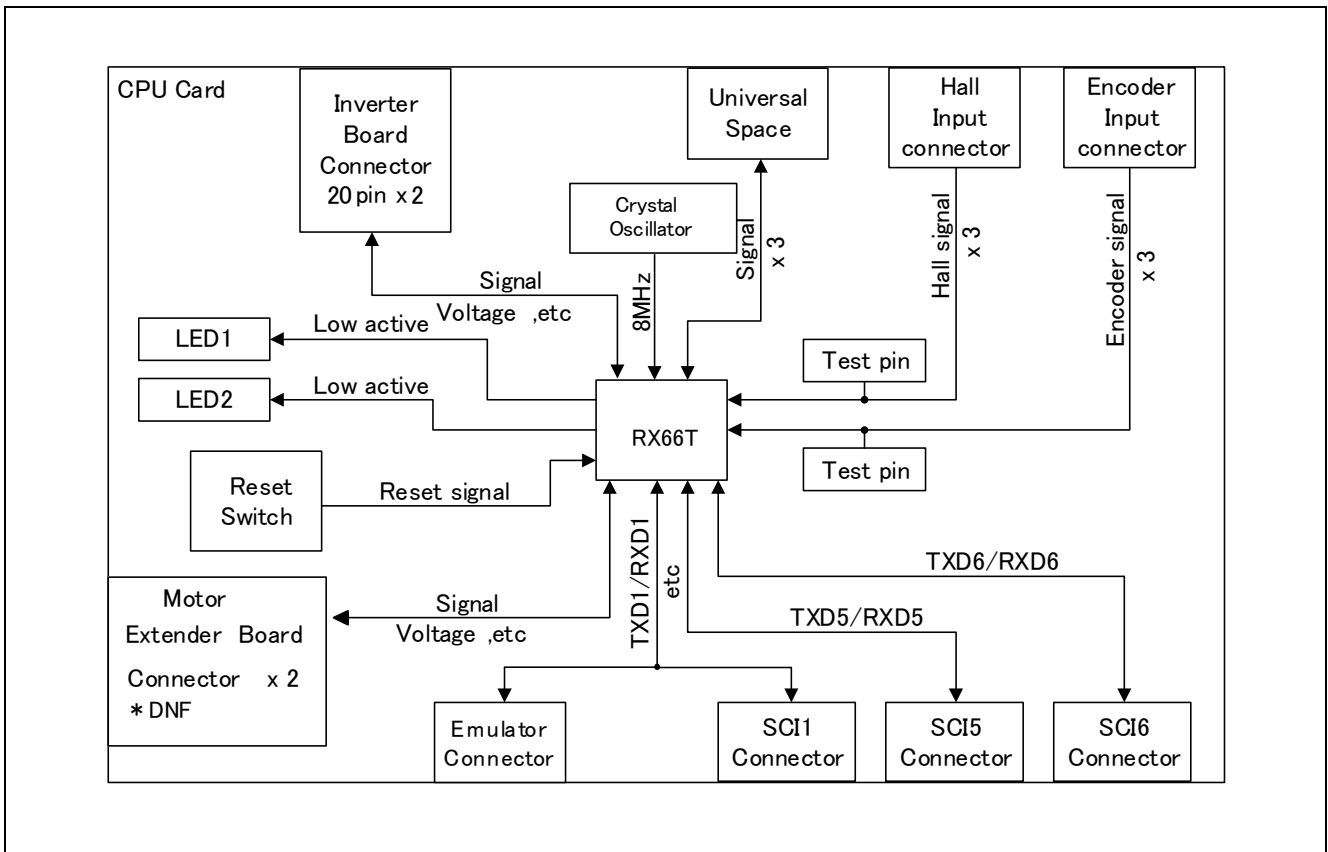 CPU Card
Inverter
Board
Connector
20 pin x 2
Universal
Space
Hall
Input
connector
Encoder
Input
connector
Crystal
Oscillator
Signal
x 3
Hall signal
x 3
Encoder signal
x 3
Signal
Voltage ,etc
8MHz
LED1
Low active
LED2
Low active
Test pin
RX66T
Test pin
Reset
Switch
Reset signal
Motor
Extender Board
Connector x 2
* DNF
Signal
Voltage ,etc
TXD1/RXD1
etc
TXD5/RXD5
TXD6/RXD6
Emulator
Connector
SCI1
Connector
SCI5
Connector
SCI6
Connector